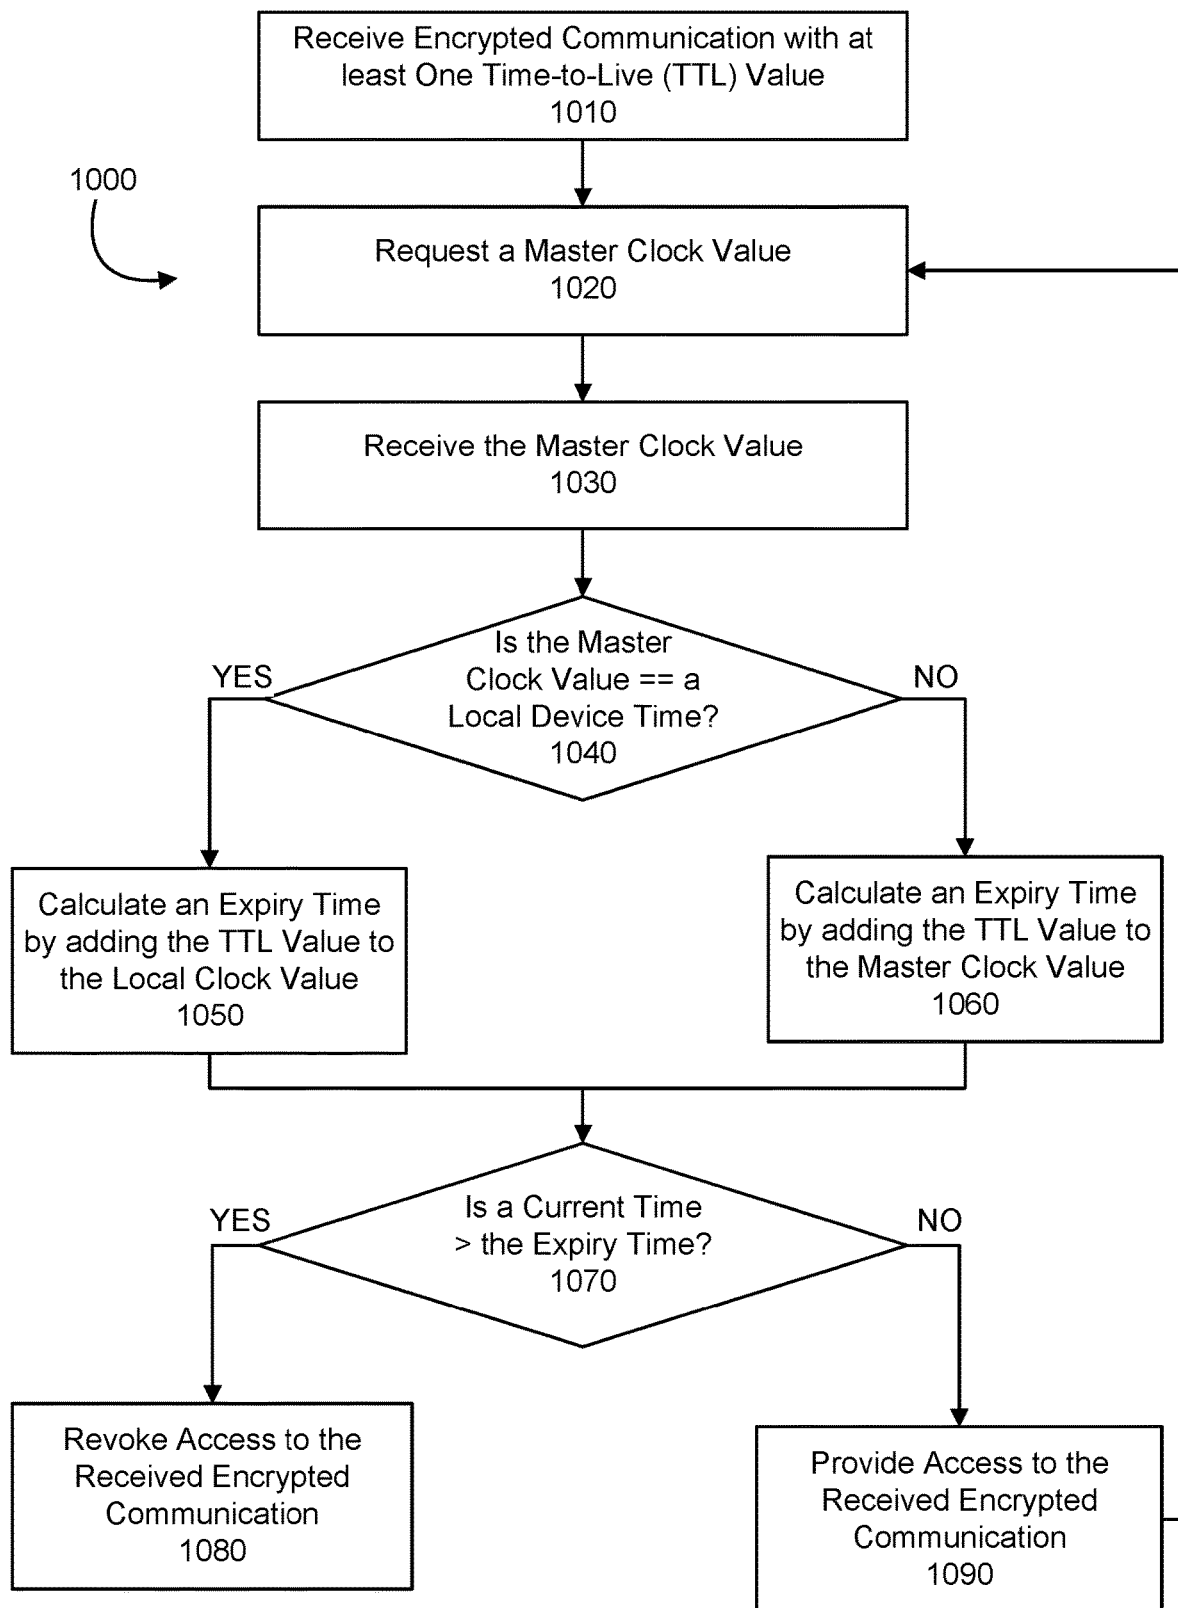 Receive Encrypted Communication with at
least One Time-to-Live (TTL) Value
1010
1000
Request a Master Clock Value
1020
Receive the Master Clock Value
1030
Is the Master
Clock Value == a
Local Device Time?
1040
YES
NO
Calculate an Expiry Time
by adding the TTL Value to
the Local Clock Value
1050
Calculate an Expiry Time
by adding the TTL Value to
the Master Clock Value
1060
Is a Current Time
> the Expiry Time?
1070
YES
NO
Revoke Access to the
Received Encrypted
Communication
1080
Provide Access to the
Received Encrypted
Communication
1090